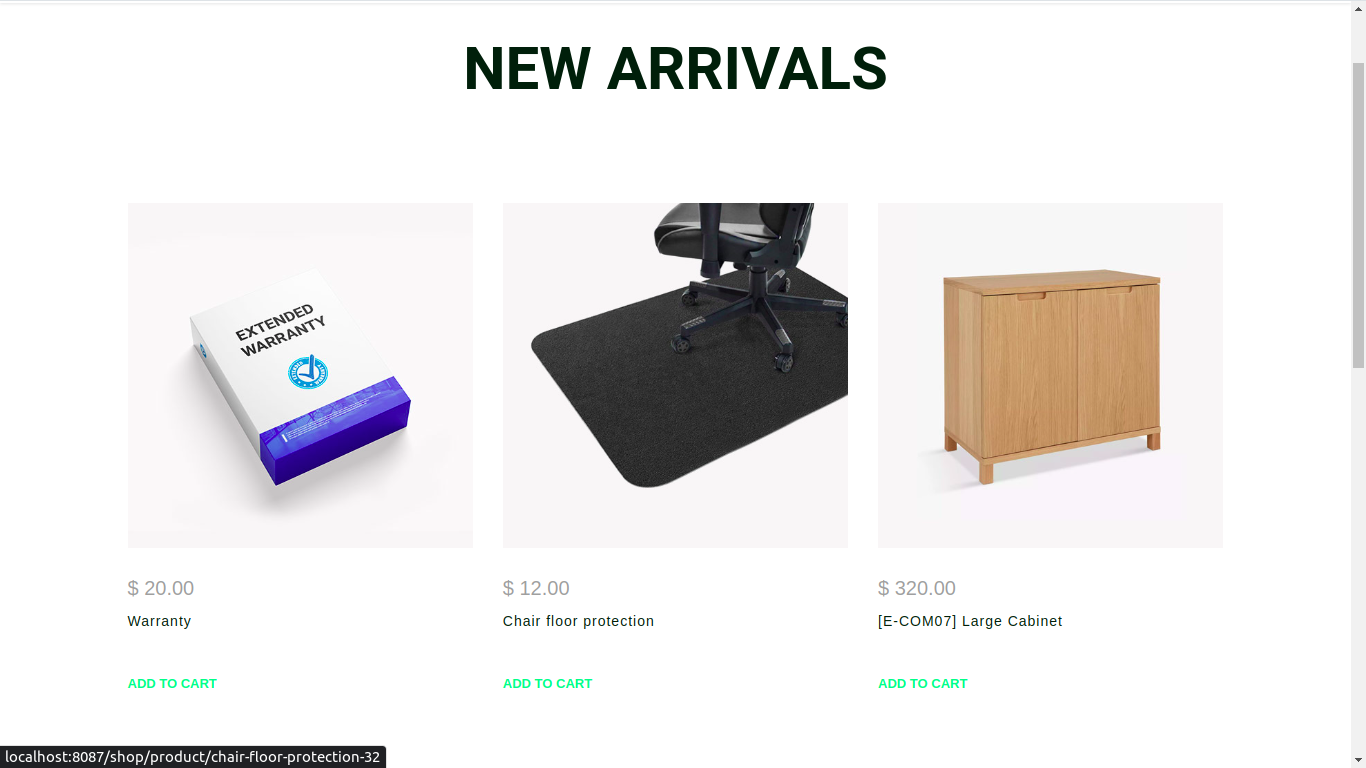 NEW ARRIVALS
EXTENDED
WARRANTY
$ 20.00
Warranty
ADD TO CART
$ 12.00
Chair floor protection
ADD TO CART
$ 320.00
[E-COM07] Large Cabinet
ADD TO CART
localhost:8087/shop/product/chair-floor-protection-32